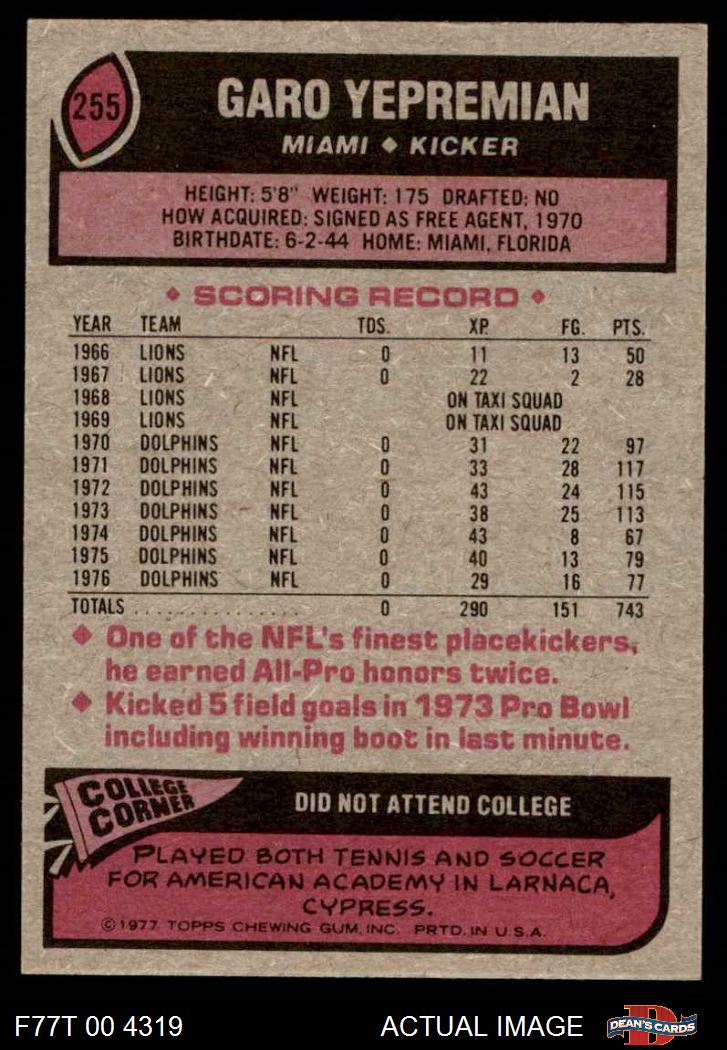 255
GARO YEPREMIAN
MIAMI ◆ KICKER
HEIGHT: 5'8" WEIGHT: 175 DRAFTED: NO
HOW ACQUIRED: SIGNED AS FREE AGENT, 1970
BIRTHDATE: 6-2-44 HOME: MIAMI, FLORIDA
◆ SCORING RECORD ◆
YEAR TEAM TDS. XP. FG. PTS.
1966 LIONS NFL 0 11 13 50
1967 LIONS NFL 0 22 2 28
1968 LIONS NFL ON TAXI SQUAD
1969 LIONS NFL ON TAXI SQUAD
1970 DOLPHINS NFL 0 31 22 97
1971 DOLPHINS NFL 0 33 28 117
1972 DOLPHINS NFL 0 43 24 115
1973 DOLPHINS NFL 0 38 25 113
1974 DOLPHINS NFL 0 43 8 67
1975 DOLPHINS NFL 0 40 13 79
1976 DOLPHINS NFL 0 29 16 77
TOTALS ................ 0 290 151 743
◆ One of the NFL's finest placekickers,
he earned All-Pro honors twice.
◆ Kicked 5 field goals in 1973 Pro Bowl
including winning boot in last minute.
COLLEGE
CORNER
DID NOT ATTEND COLLEGE
PLAYED BOTH TENNIS AND SOCCER
FOR AMERICAN ACADEMY IN LARNACA,
CYPRESS.
©1977 TOPPS CHEWING GUM, INC. PRTD. IN U.S.A.
F77T 00 4319 ACTUAL IMAGE
D
DEAN'S CARDS